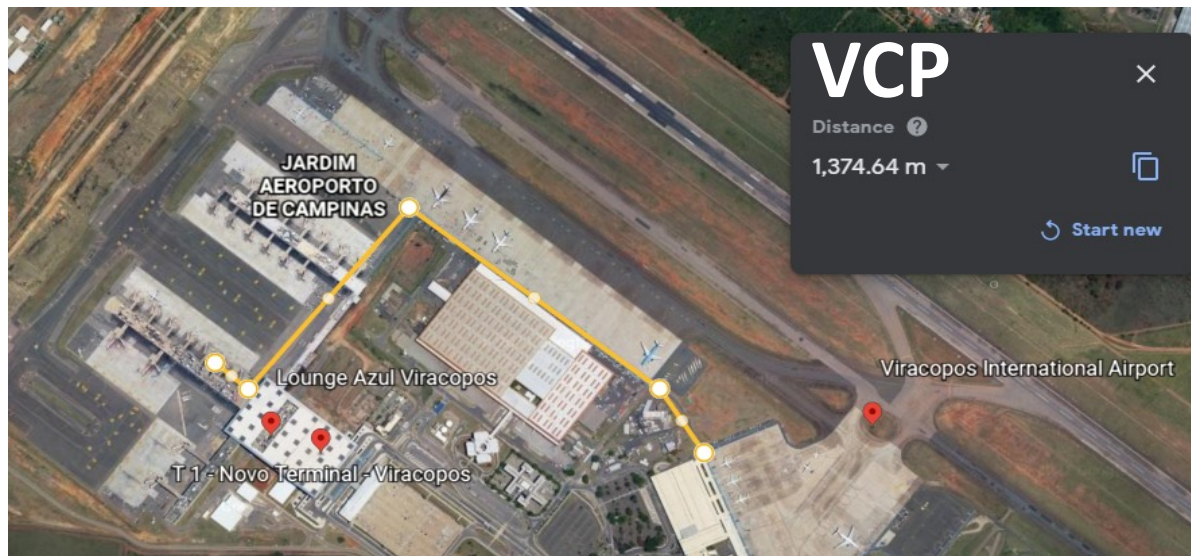 VCP
Distance ?
1,374.64 m
Start new
JARDIM
AEROPORTO
DE CAMPINAS
Viracopos International Airport
Lounge Azul Viracopos
T 1 - Novo Terminal - Viracopos